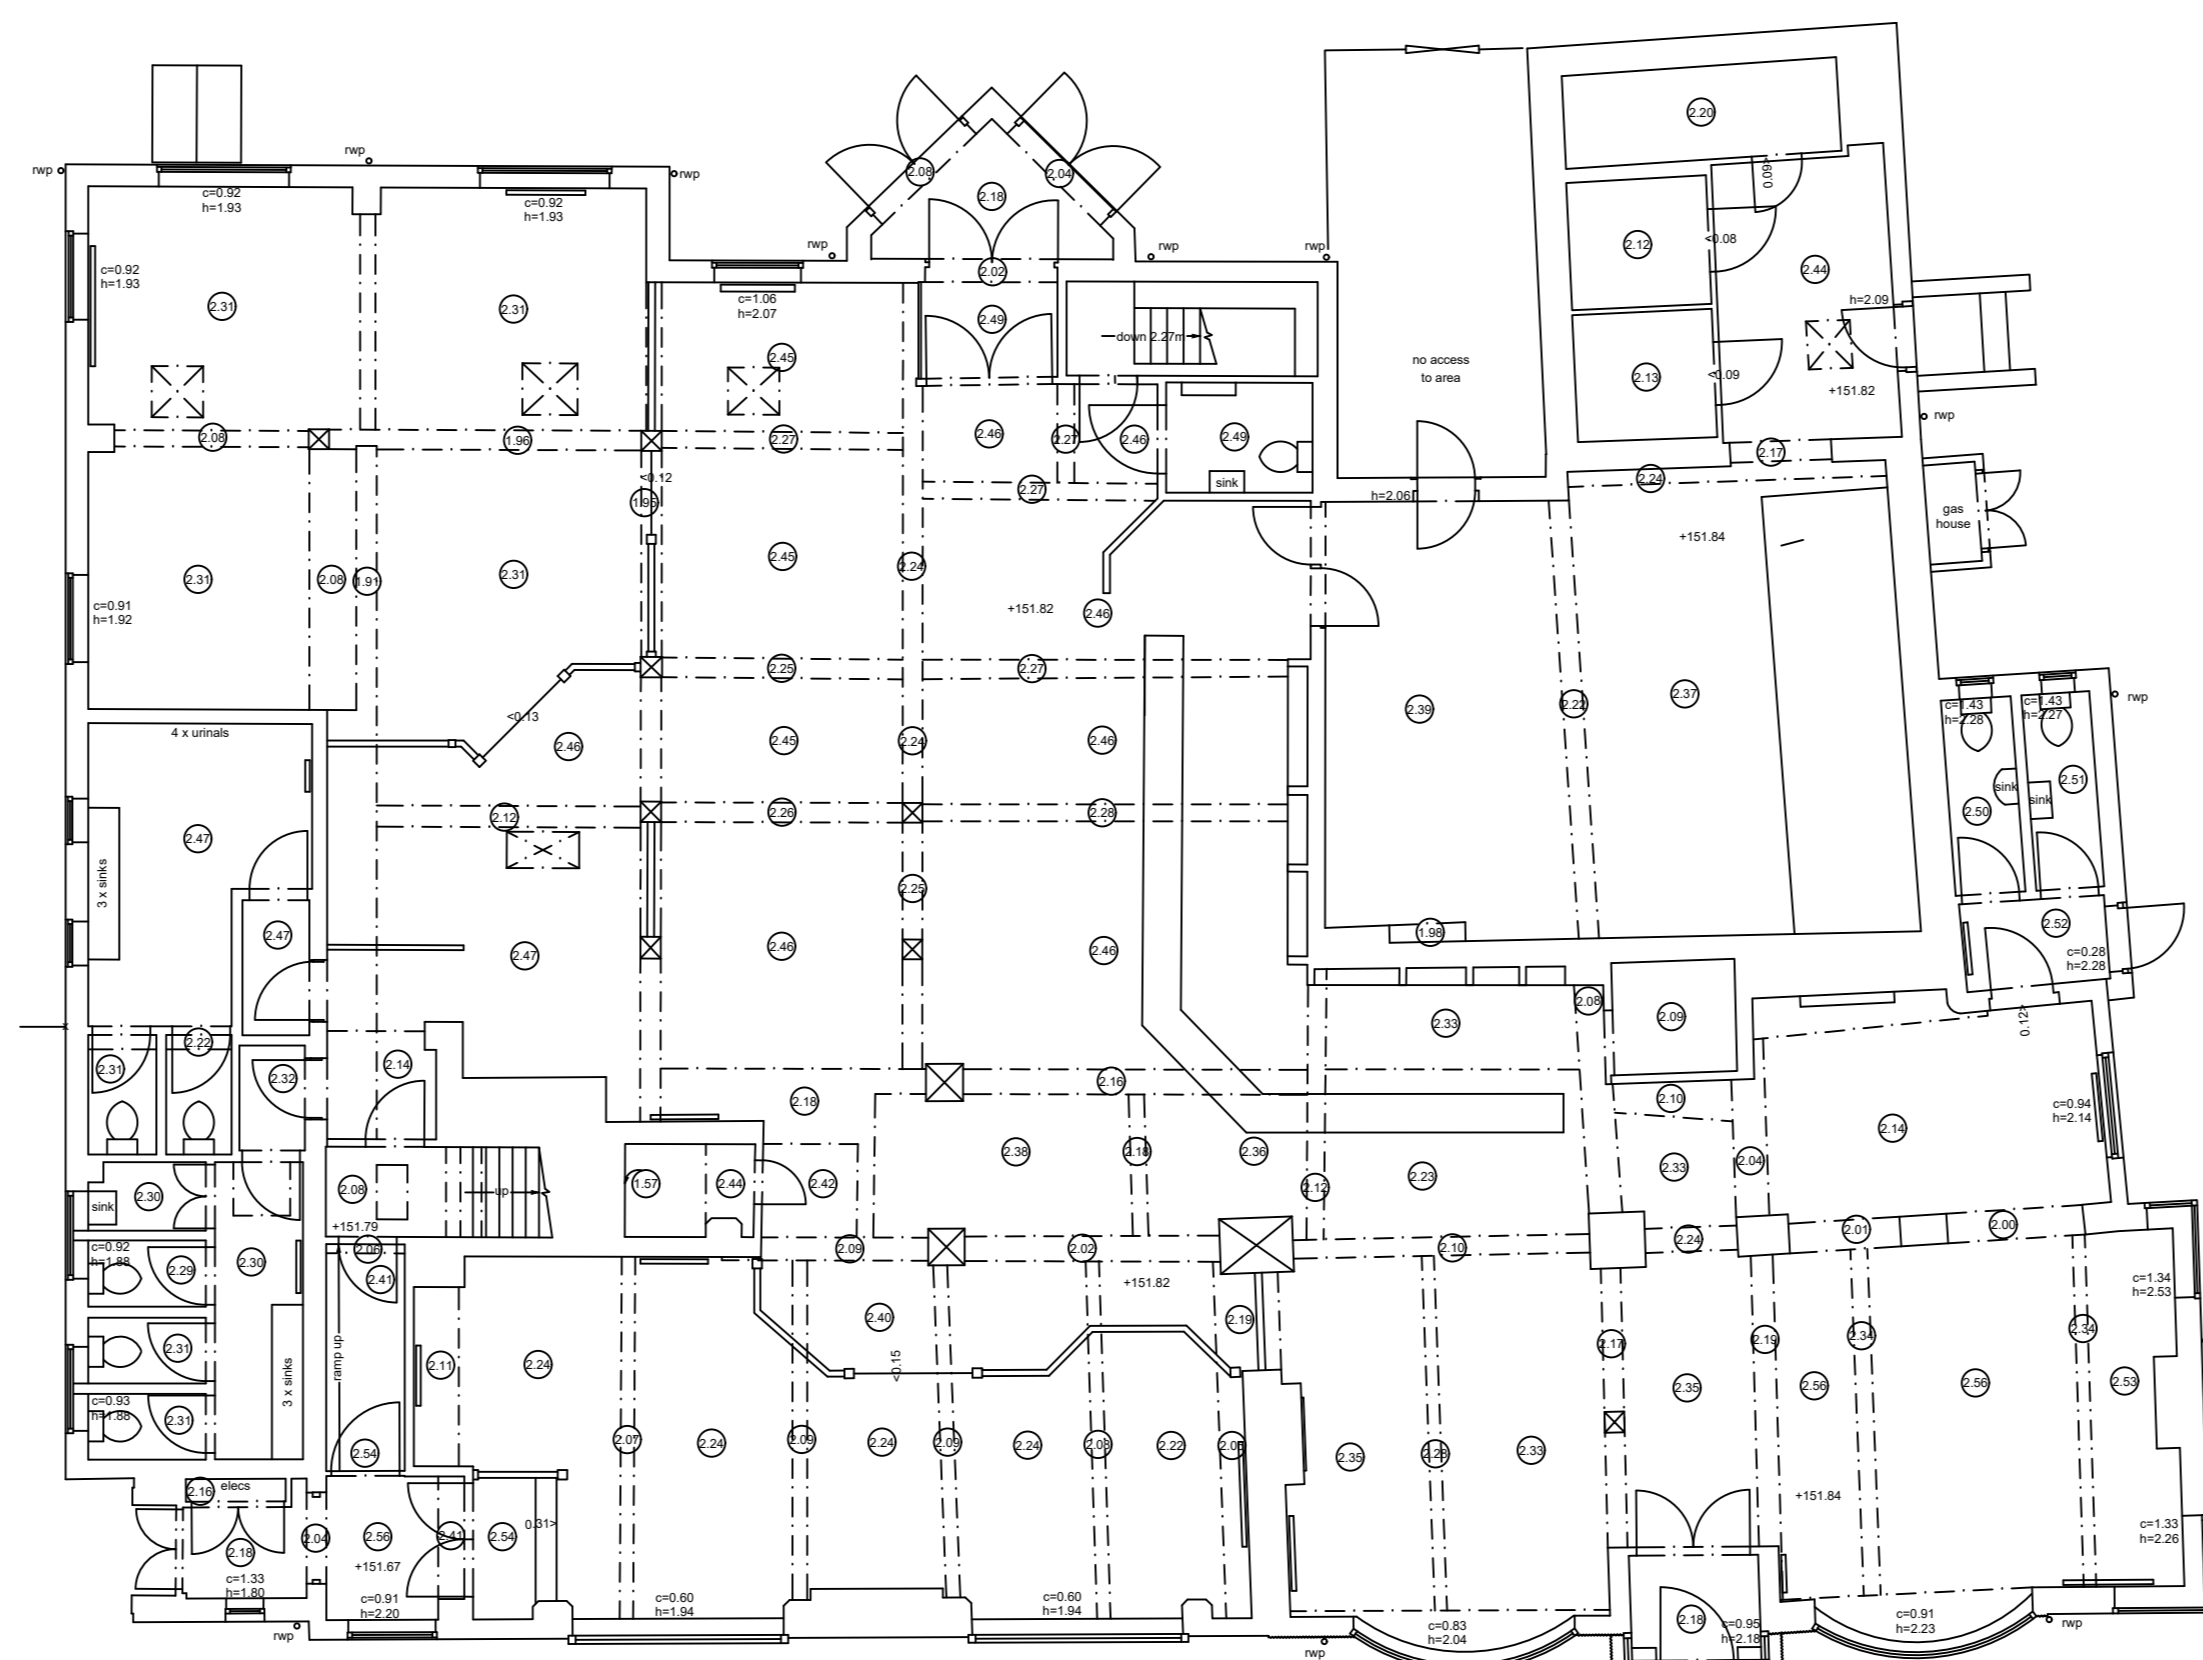 2.20
rwp
rwp
rwp
0.09>
2.08
2.04
2.18
c=0.92
h=1.93
c=0.92
h=1.93
2.12
<0.08
rwp
rwp
rwp
2.02
2.44
c=0.92
h=1.93
c=1.06
h=2.07
h=2.09
2.31
2.31
2.49
down 2.27m
2.45
no access
to area
2.13
<0.09
+151.82
rwp
2.08
1.96
2.27
2.46
2.27
2.46
2.49
2.17
<0.12
sink
2.24
1.95
2.27
h=2.06
gas
house
+151.84
2.31
2.08
1.91
2.31
2.45
2.24
c=0.91
h=1.92
+151.82
2.46
2.25
2.27
2.39
2.22
2.37
c=1.43
h=2.28
c=1.43
h=2.27
rwp
<0.13
4 x urinals
2.46
2.45
2.24
2.46
sink
2.51
sink
2.50
2.12
2.26
2.28
2.47
3 x sinks
2.25
2.47
1.98
2.52
2.47
2.46
2.46
c=0.28
h=2.28
2.08
2.09
2.33
0.12>
2.22
2.31
2.32
2.14
2.18
2.16
2.10
c=0.94
h=2.14
2.14
2.38
2.18
2.36
2.33
2.04
2.30
sink
2.08
up
1.57
2.44
2.42
2.12
2.23
+151.79
2.06
2.09
2.02
2.10
2.24
2.01
2.00
c=0.92
h=1.88
2.29
2.30
2.41
+151.82
c=1.34
h=2.53
2.40
2.19
2.31
ramp up
2.11
2.24
<0.15
2.17
2.19
2.34
2.34
3 x sinks
2.35
2.56
2.56
2.53
c=0.93
h=1.88
2.31
2.54
2.07
2.24
2.09
2.24
2.09
2.24
2.03
2.22
2.05
2.35
2.28
2.33
elecs
2.16
+151.84
2.04
2.56
2.41
2.54
0.31>
c=1.33
h=2.26
2.18
+151.67
c=1.33
h=1.80
c=0.91
h=2.20
c=0.60
h=1.94
c=0.60
h=1.94
c=0.83
h=2.04
2.18
c=0.95
h=2.18
c=0.91
h=2.23
rwp
rwp
rwp